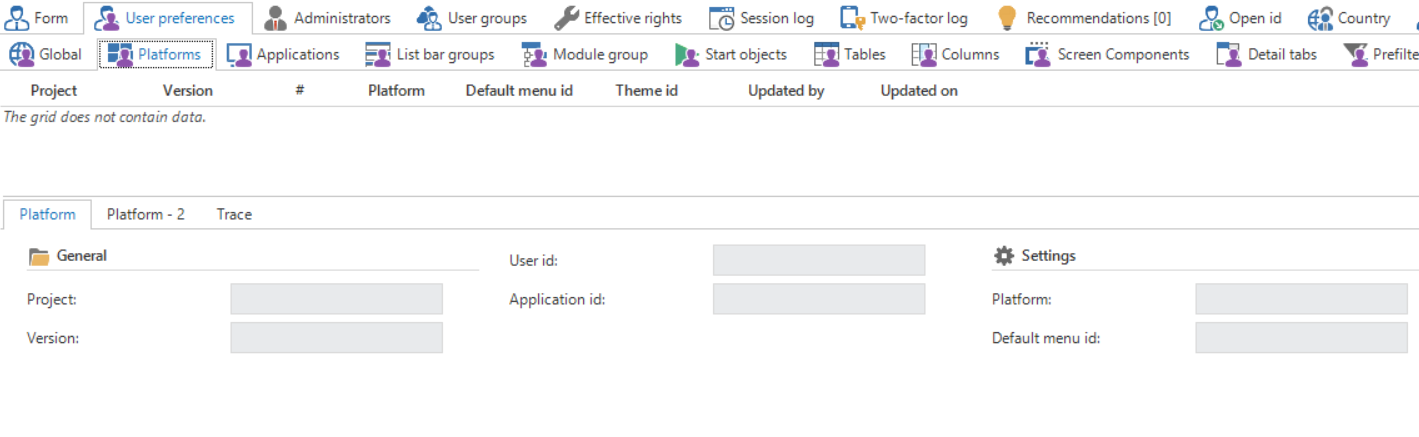 Form User preferences Administrators User groups Effective rights Session log Two-factor log Recommendations [0] Open id Country
Global Platforms Applications List bar groups Module group Start objects Tables Columns Screen Components Detail tabs Prefilte
Project Version # Platform Default menu id Theme id Updated by Updated on
The grid does not contain data.
Platform Platform - 2 Trace
General User id: Settings
Project: Application id: Platform:
Version: Default menu id: